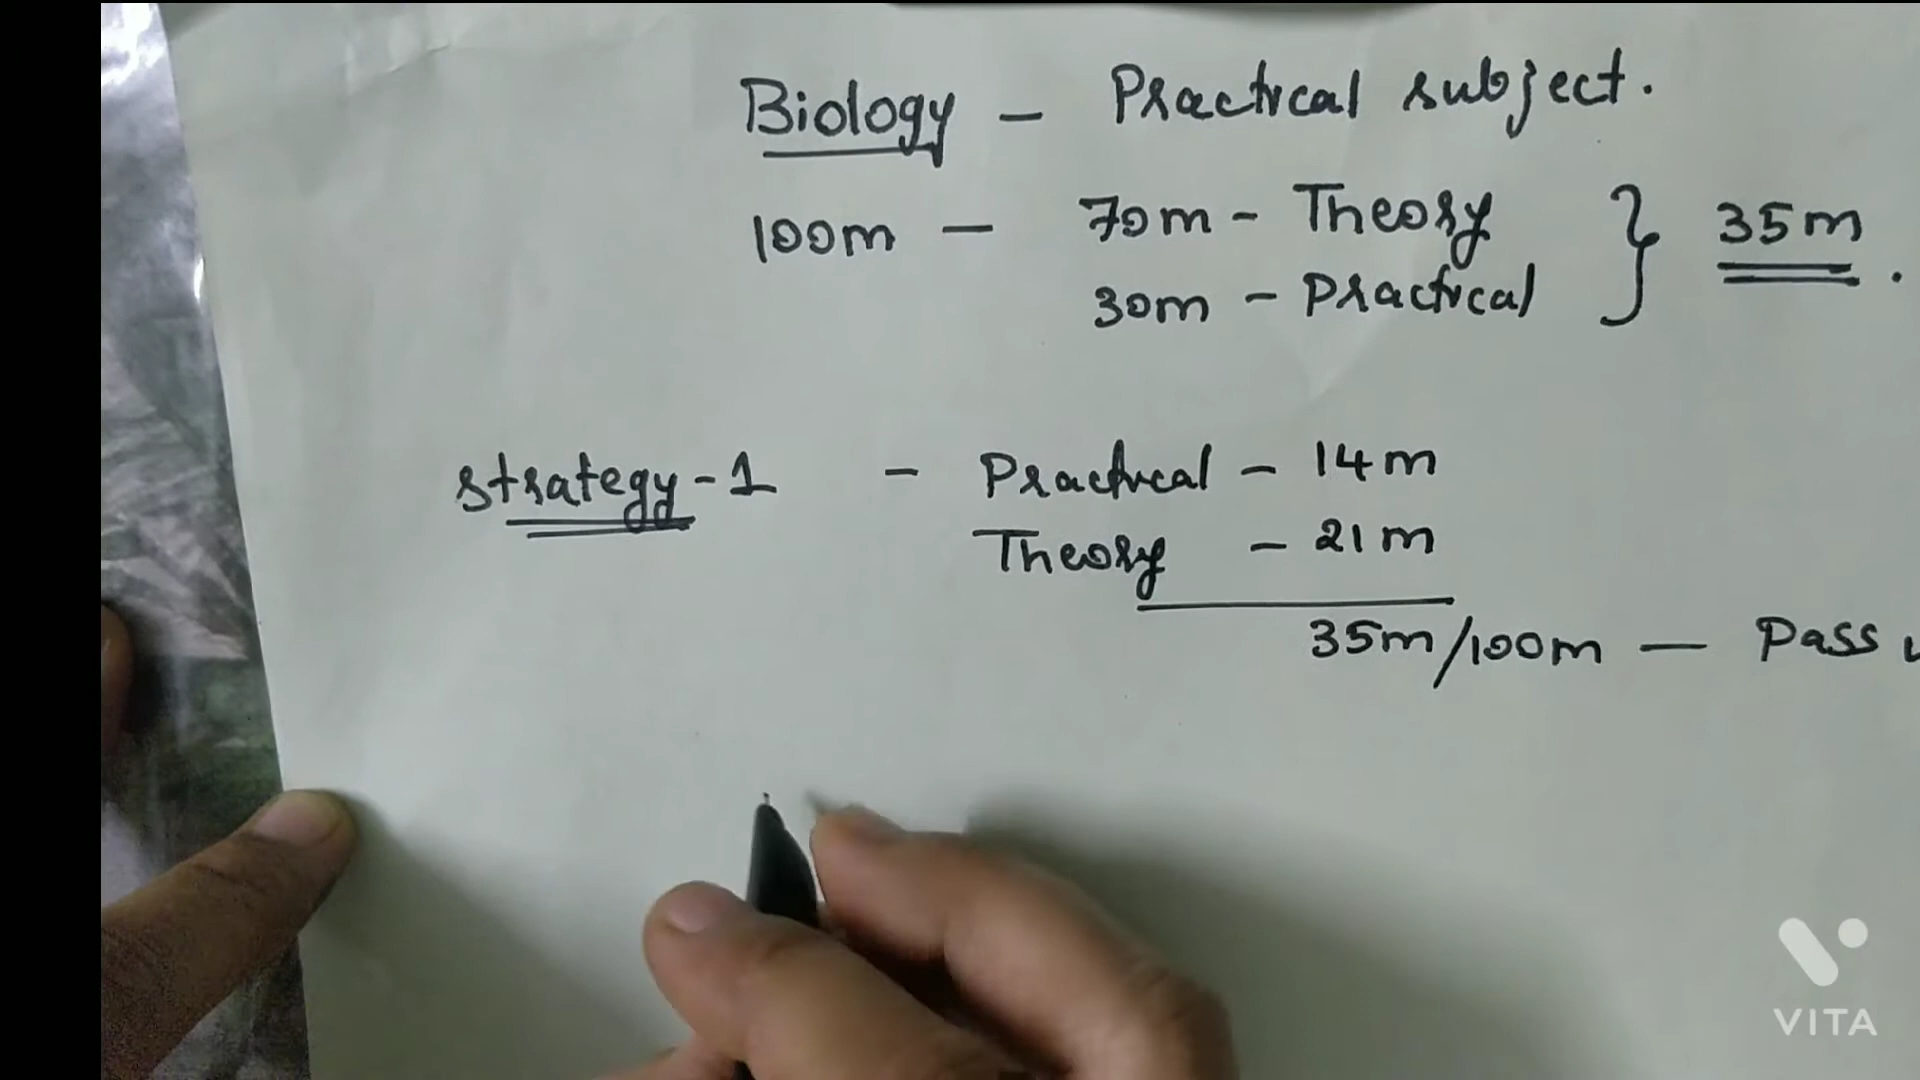 Biology - Practical subject.
100m - 70m - Theory } 35m.
30m - Practical
Strategy-1 - Practical - 14m
Theory - 21m
35m/100m - Pass
VITA